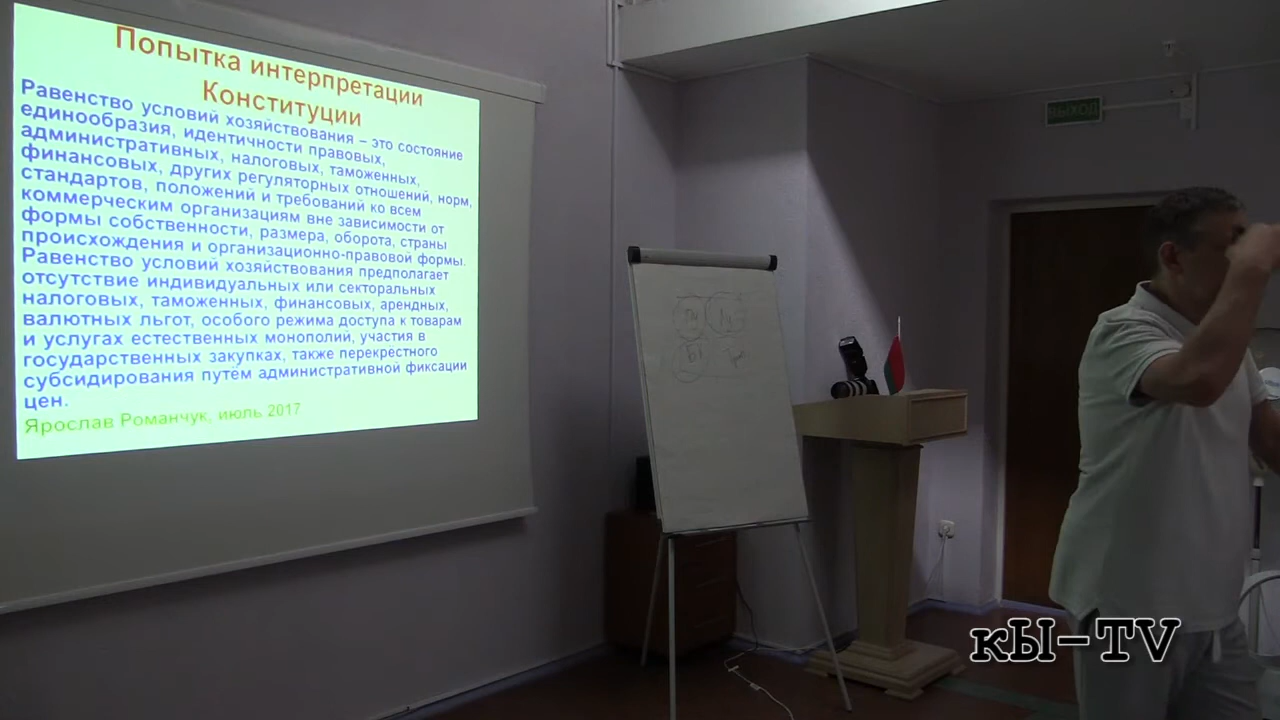 Попытка интерпретации
Конституции
Равенство условий хозяйствования – это состояние
единообразия, идентичности правовых,
административных, налоговых, таможенных,
финансовых, других регуляторных отношений, норм,
стандартов, положений и требований ко всем
коммерческим организациям вне зависимости от
формы собственности, размера, оборота, страны
происхождения и организационно-правовой формы.
Равенство условий хозяйствования предполагает
отсутствие индивидуальных или секторальных
налоговых, таможенных, финансовых, арендных,
валютных льгот, особого режима доступа к товарам
и услугах естественных монополий, участия в
государственных закупках, также перекрёстного
субсидирования путём административной фиксации
цен.
Ярослав Романчук, июль 2017
ВЫХОД
кЫ-TV